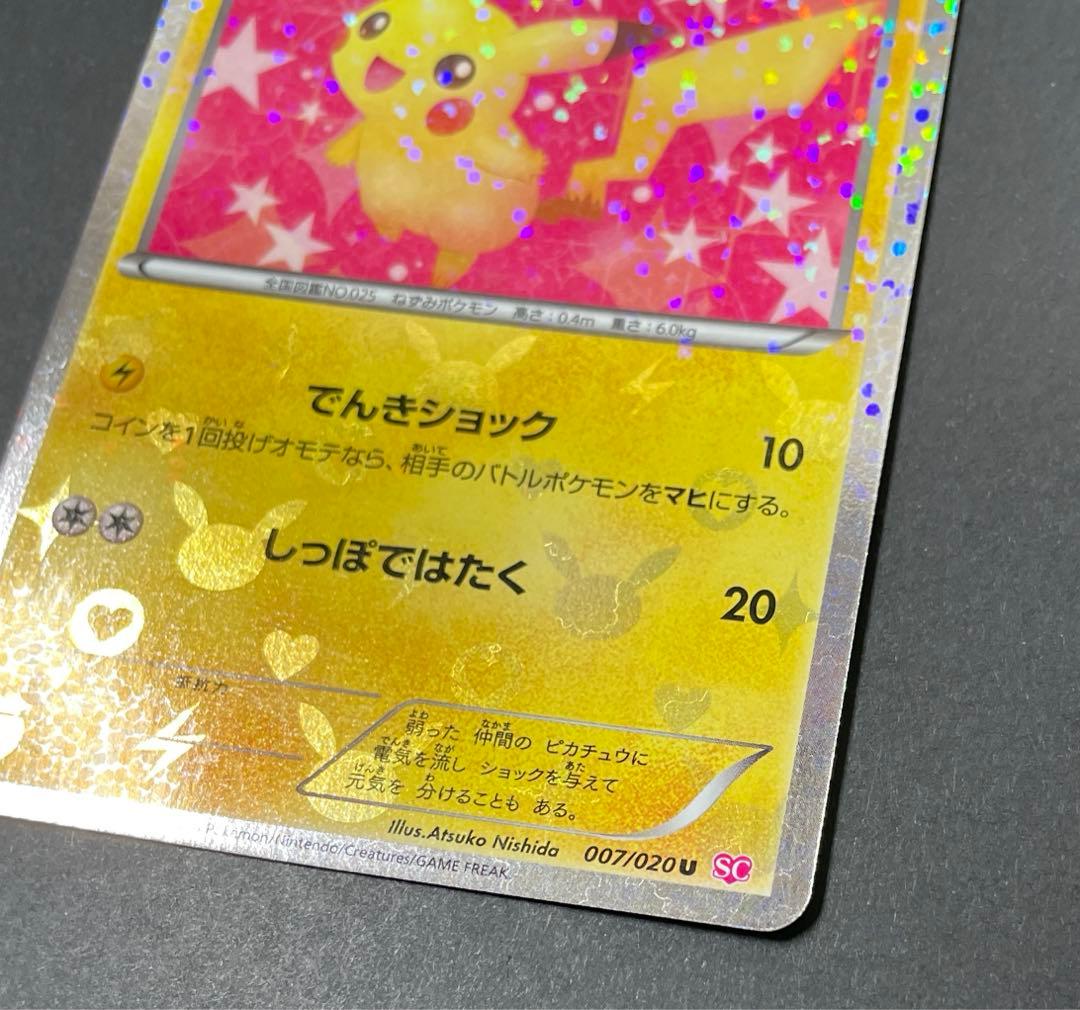 全国図鑑NO.025 ねずみポケモン 高さ:0.4m 重さ:6.0kg
でんきショック 10
コインを1回投げオモテなら、相手のバトルポケモンをマヒにする。
しっぽではたく 20
抵抗力
弱った 仲間の ピカチュウに
電気を流し ショックを与えて
元気を 分けることも ある。
Illus.Atsuko Nishida 007/020 U SC
Pokémon/Nintendo/Creatures/GAME FREAK.